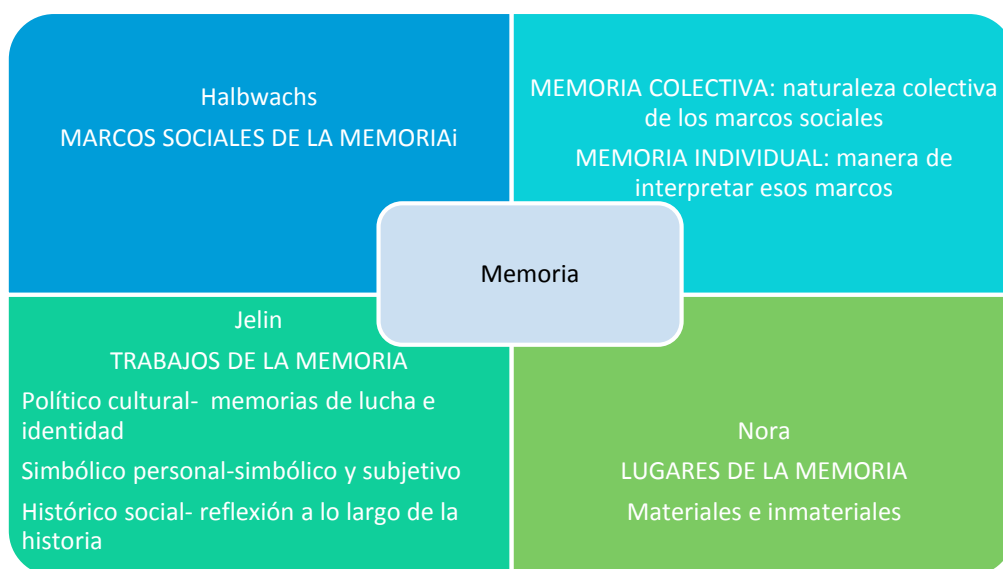 Halbwachs
MARCOS SOCIALES DE LA MEMORIAi
MEMORIA COLECTIVA: naturaleza colectiva
de los marcos sociales
MEMORIA INDIVIDUAL: manera de
interpretar esos marcos
Memoria
Jelin
TRABAJOS DE LA MEMORIA
Político cultural- memorias de lucha e
identidad
Simbólico personal-simbólico y subjetivo
Histórico social- reflexión a lo largo de la
historia
Nora
LUGARES DE LA MEMORIA
Materiales e inmateriales